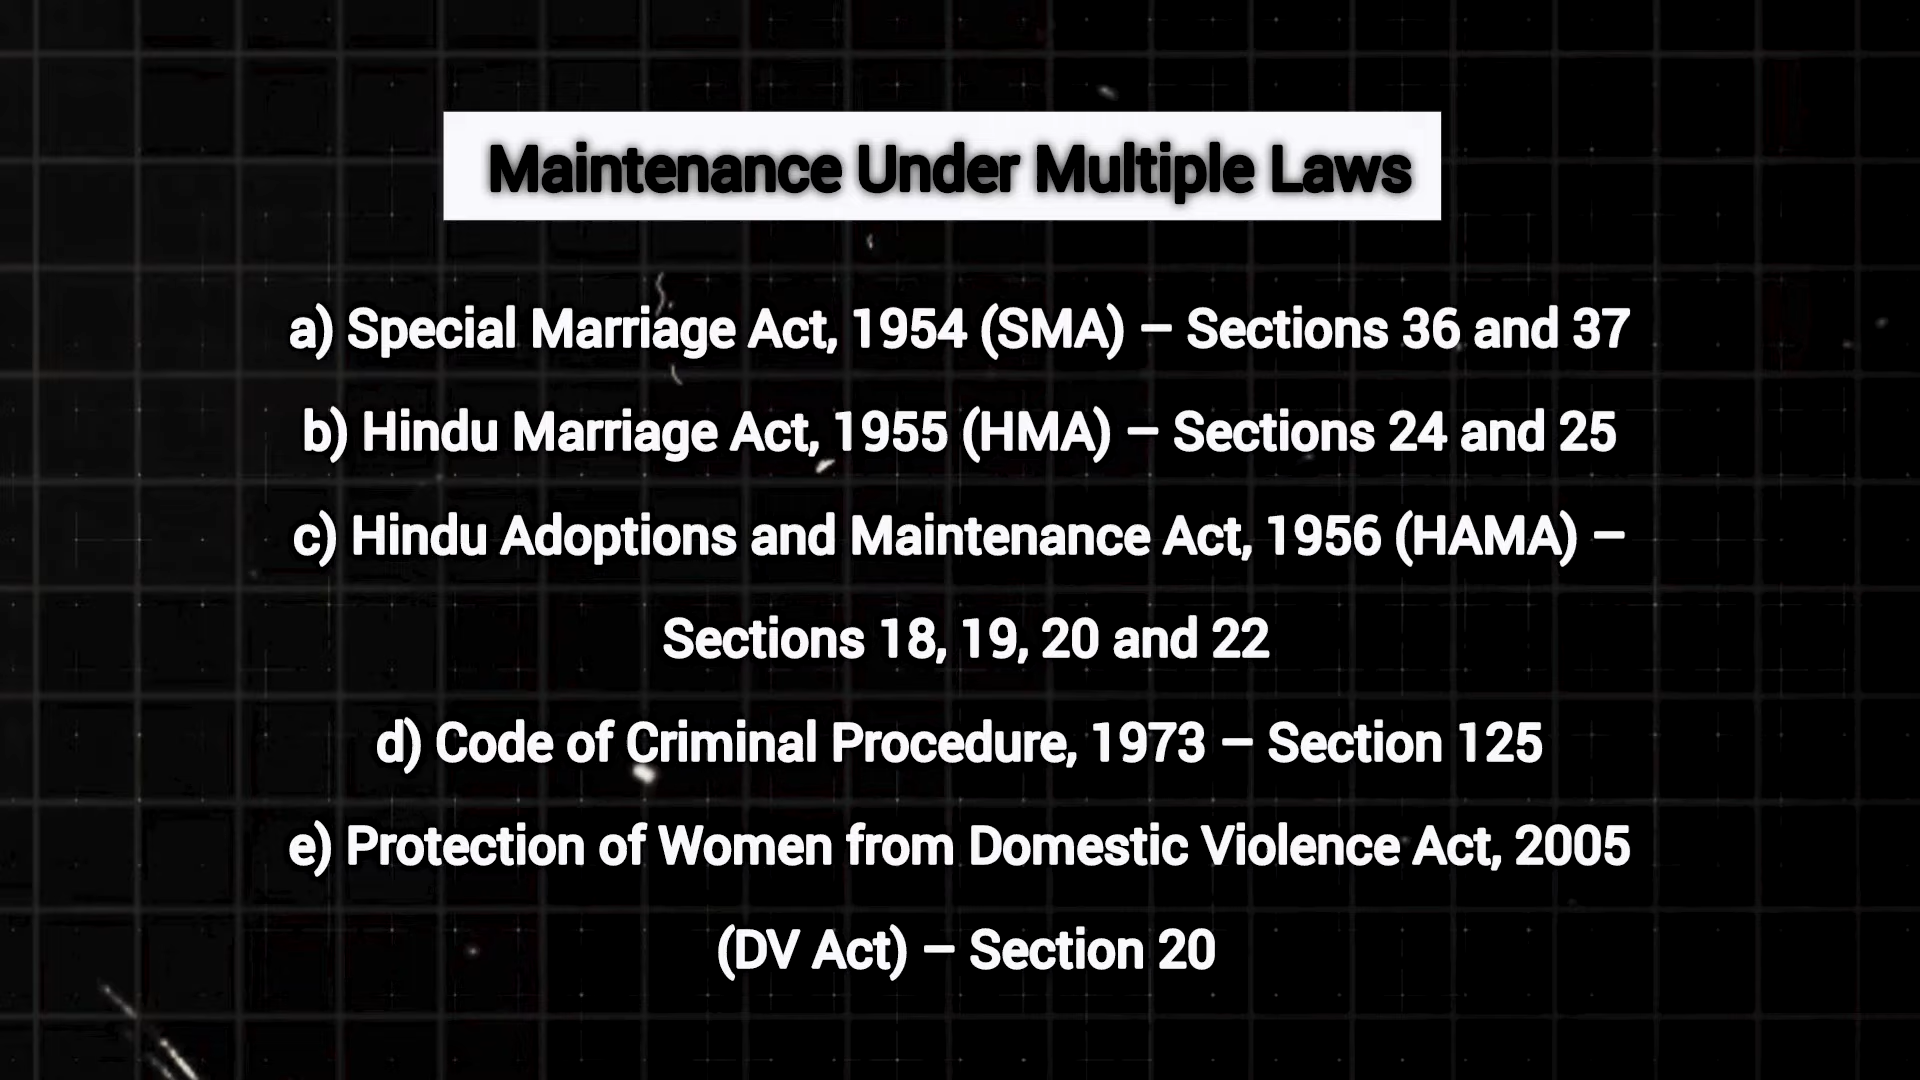 Maintenance Under Multiple Laws
a) Special Marriage Act, 1954 (SMA) – Sections 36 and 37
b) Hindu Marriage Act, 1955 (HMA) – Sections 24 and 25
c) Hindu Adoptions and Maintenance Act, 1956 (HAMA) –
Sections 18, 19, 20 and 22
d) Code of Criminal Procedure, 1973 – Section 125
e) Protection of Women from Domestic Violence Act, 2005
(DV Act) – Section 20